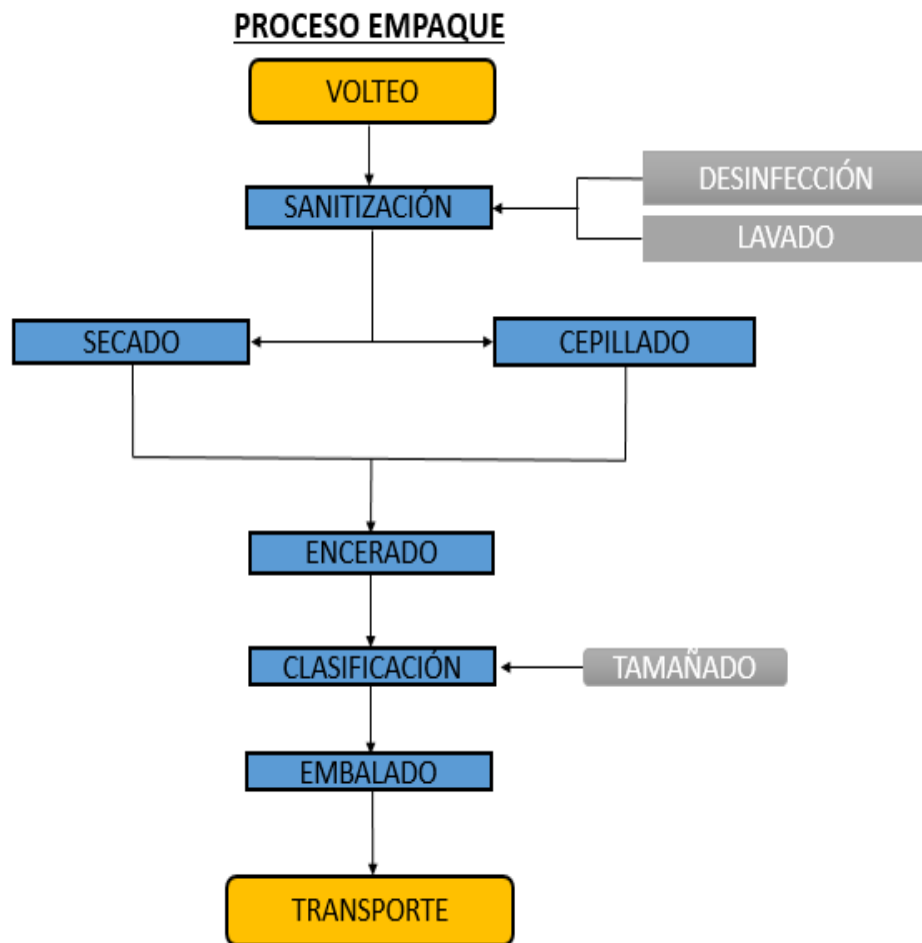 PROCESO EMPAQUE
VOLTEO
DESINFECCIÓN
SANITIZACIÓN
LAVADO
SECADO
CEPILLADO
ENCERADO
CLASIFICACIÓN
TAMAÑADO
EMBALADO
TRANSPORTE